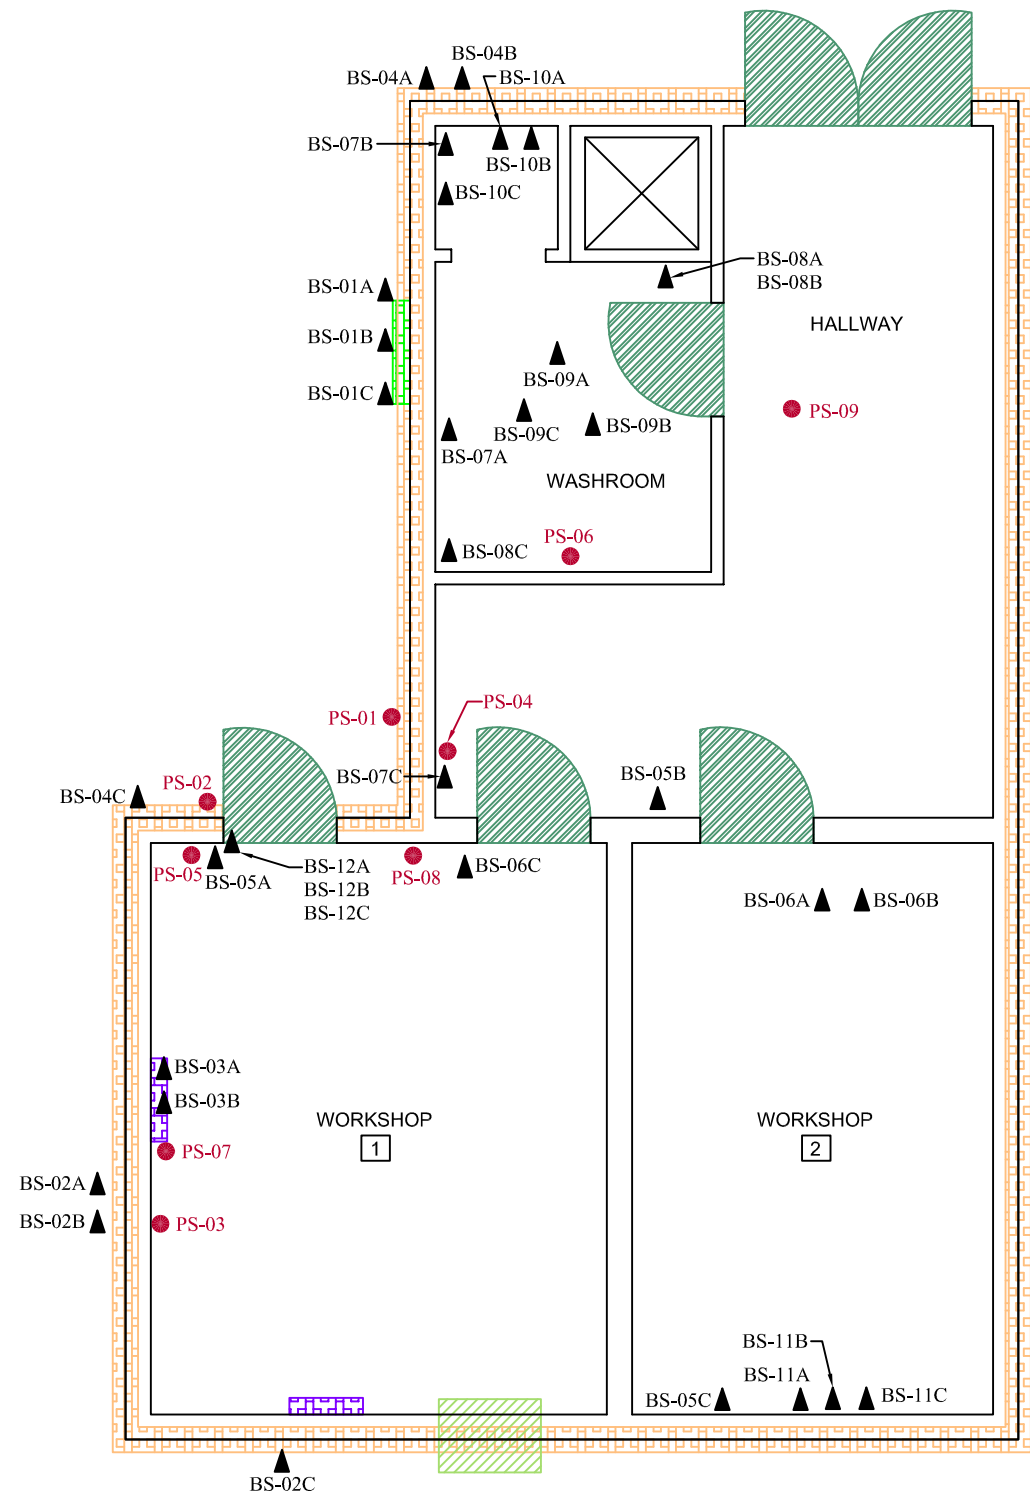 BS-04B
BS-04A
BS-10A
BS-07B
BS-10B
BS-10C
BS-08A
BS-08B
BS-01A
HALLWAY
BS-01B
BS-09A
BS-01C
BS-09C
BS-09B
PS-09
BS-07A
WASHROOM
PS-06
BS-08C
PS-04
PS-01
BS-07C
PS-02
BS-05B
BS-04C
PS-05
BS-05A
BS-12A
BS-12B
BS-12C
PS-08
BS-06C
BS-06A
BS-06B
BS-03A
BS-03B
WORKSHOP
1
WORKSHOP
2
PS-07
BS-02A
BS-02B
PS-03
BS-11B
BS-11A
BS-05C
BS-11C
BS-02C